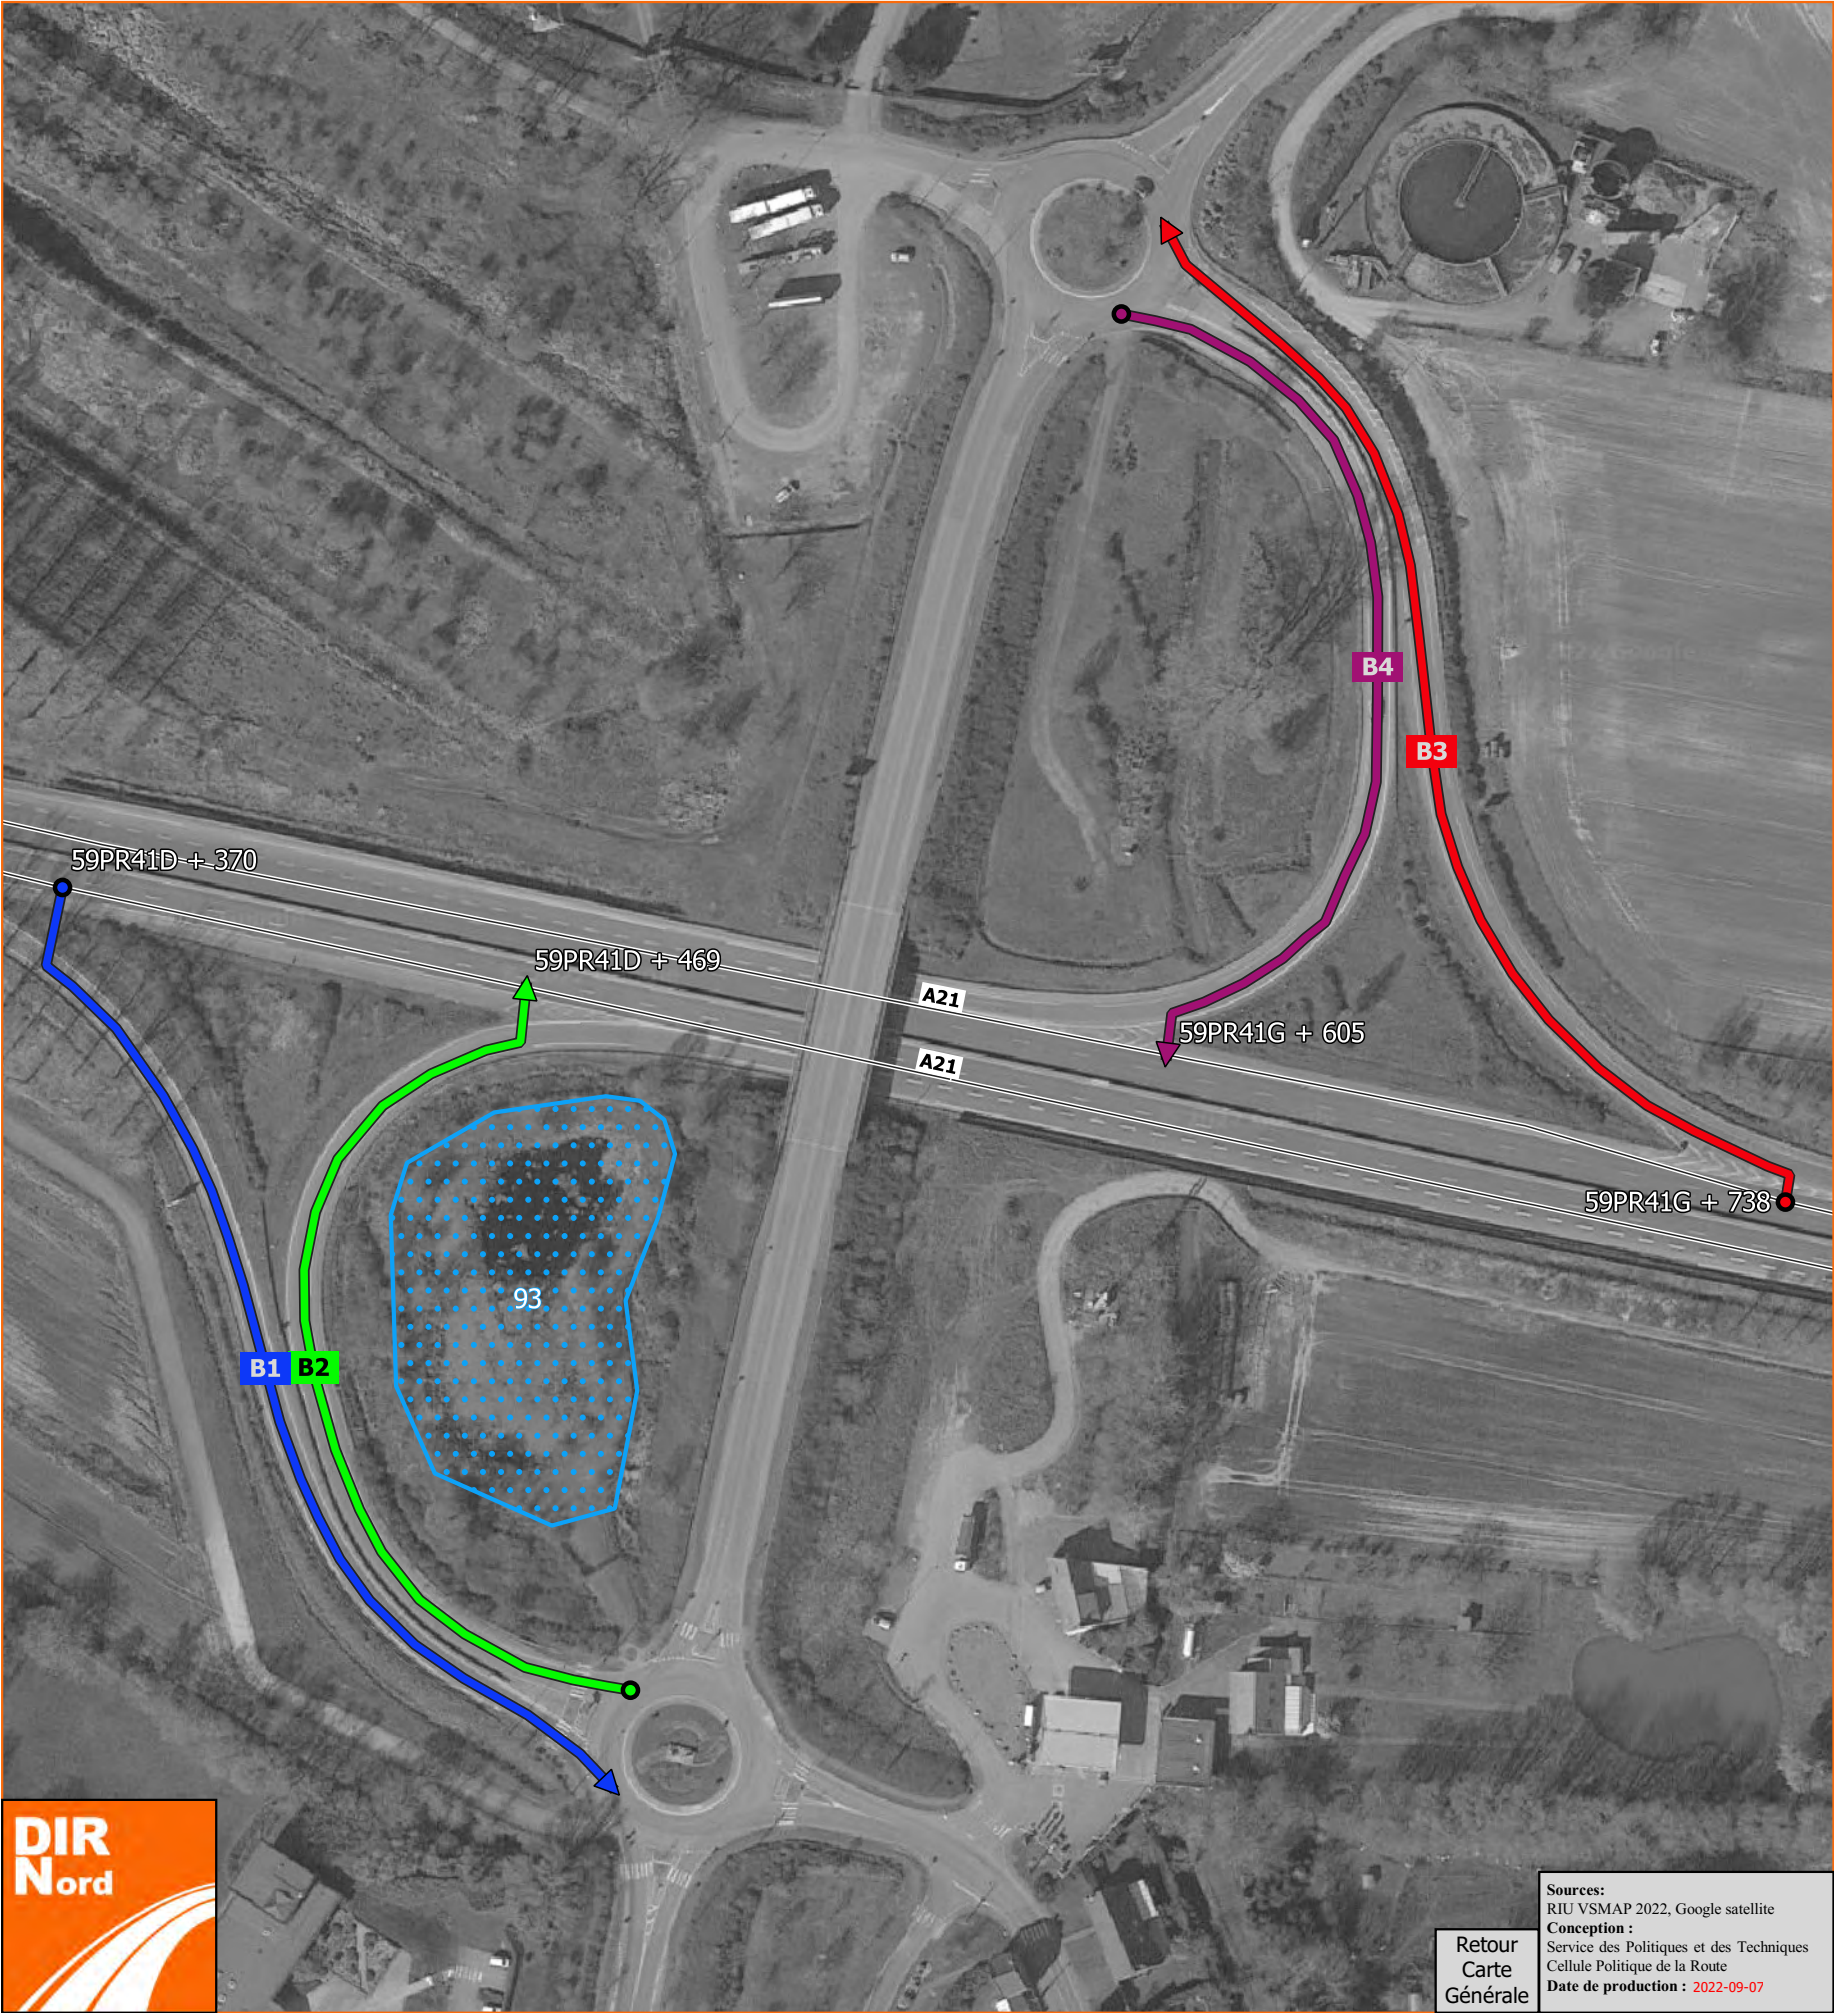 B4
B3
59PR41D + 370
59PR41D + 469
A21
59PR41G + 605
A21
59PR41G + 738
93
B1
B2
DIR
Nord
Sources:
RIU VSMAP 2022, Google satellite
Conception :
Service des Politiques et des Techniques
Cellule Politique de la Route
Date de production : 2022-09-07
Retour
Carte
Générale